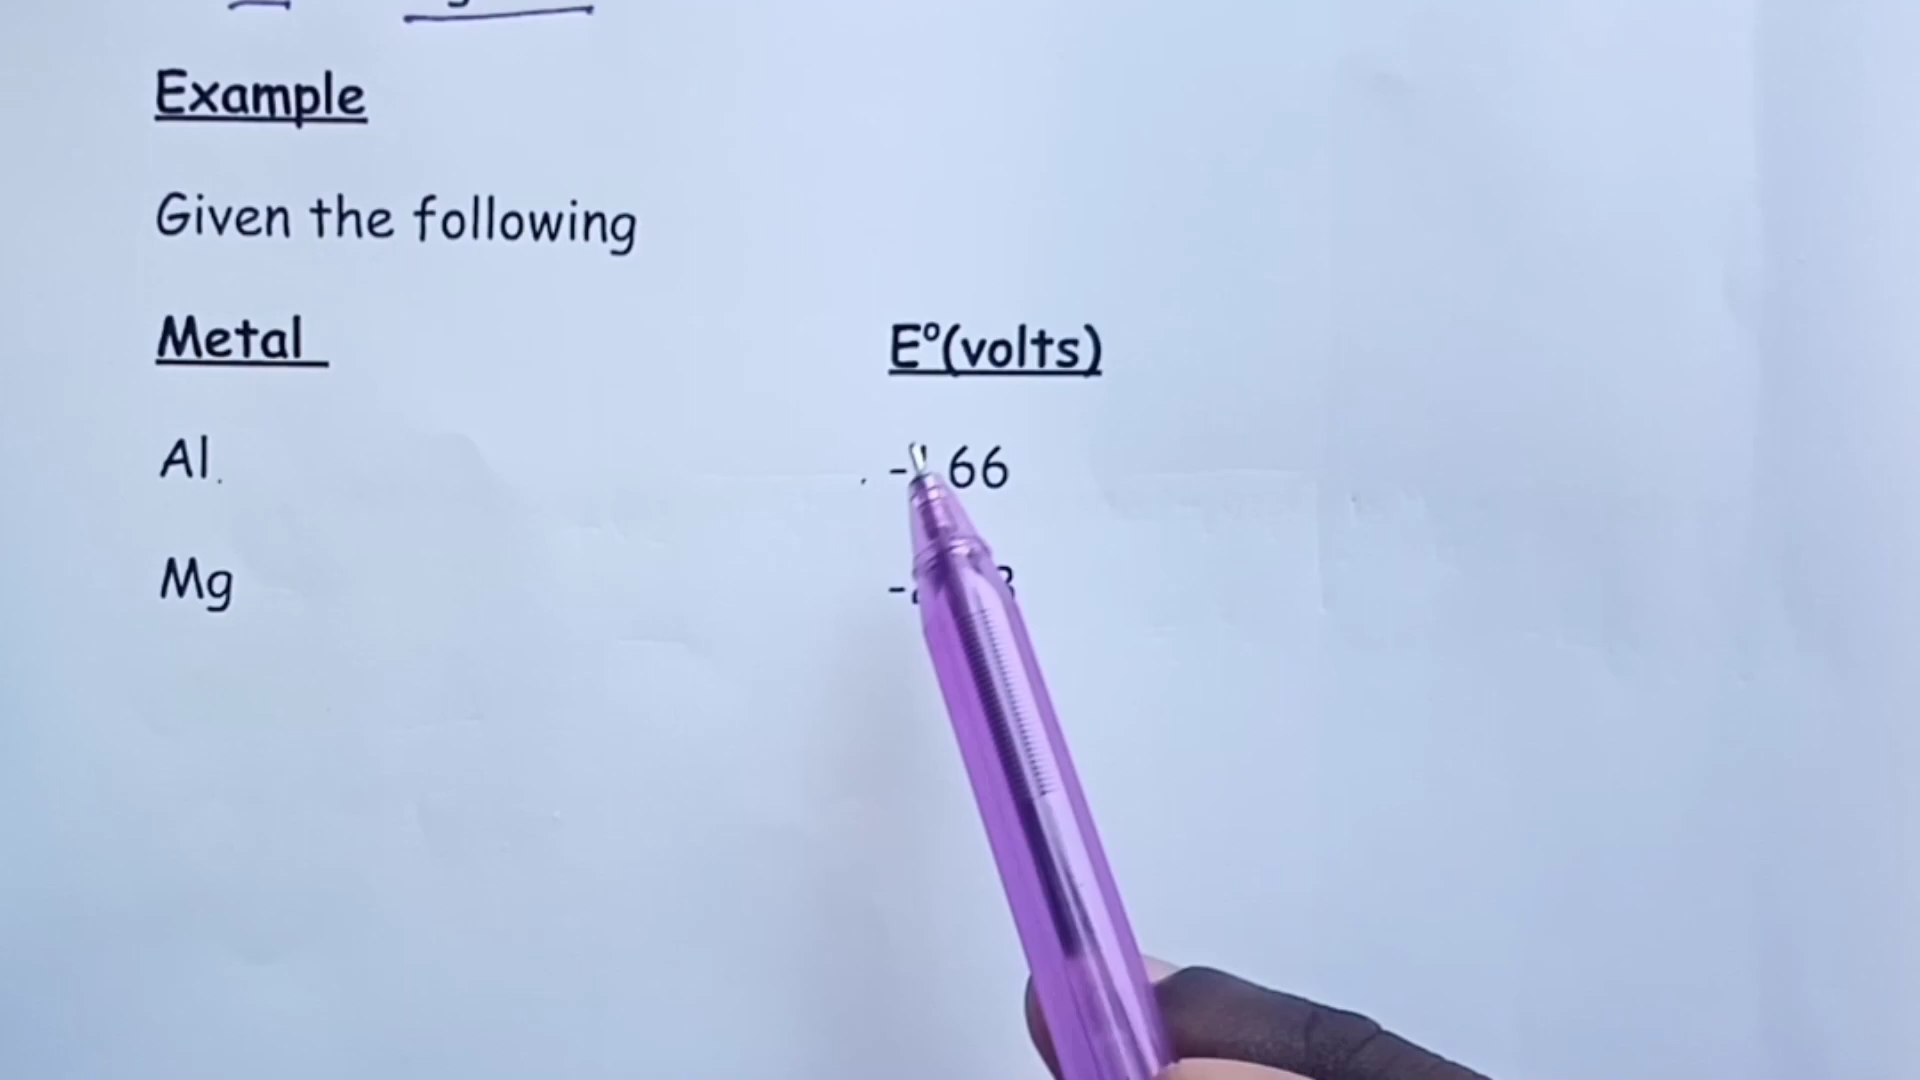 Example
Given the following
Metal E°(volts)
Al. 66
Mg